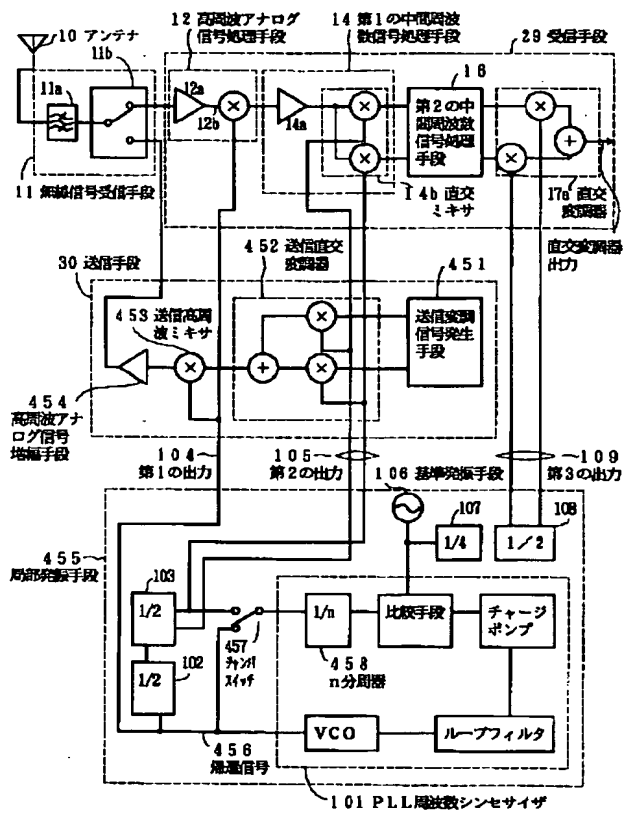 10 アンテナ
11b
11a
11 無線信号受信手段
12 高周波アナログ
信号処理手段
12a
12b
14 第1の中間周波
数信号処理手段
14a
14b 直交
ミキサ
29 受信手段
16
第2の中
間周波数
信号処理
手段
17a 直交
変調器
直交変調器
出力
30 送信手段
452 送信直交
変調器
451
送信変調
信号発生
手段
453 送信高周
波ミキサ
454
高周波アナ
ログ信号
増幅手段
104
第1の出力
105
第2の出力
106 基準発振手段
109
第3の出力
107
1/4
108
1/2
455
局部発振手段
103
1/2
102
1/2
457
チャンネル
スイッチ
1/n
458
n分周器
比較手段
チャージ
ポンプ
VCO
ループフィルタ
456
帰還信号
101 PLL周波数シンセサイザ